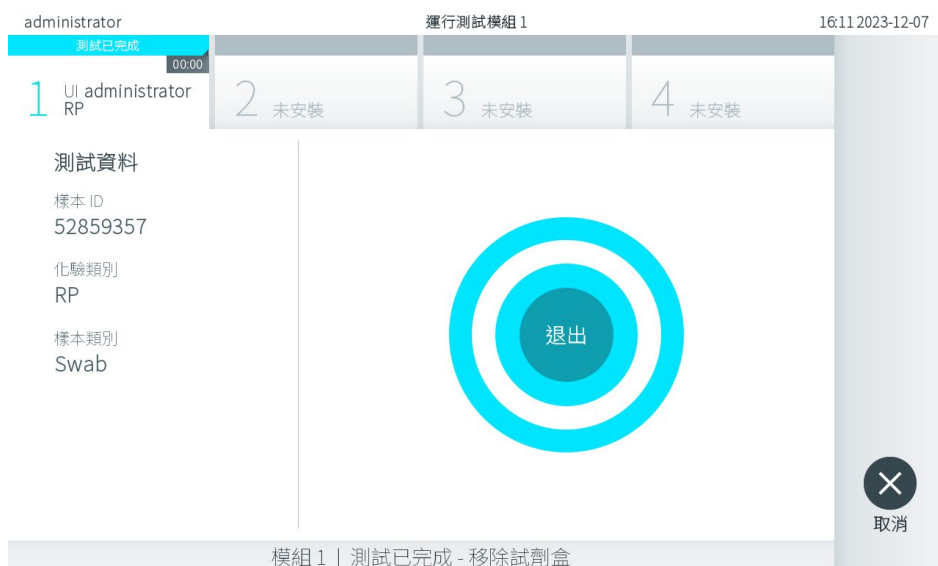 administrator
運行測試模組 1
16:11 2023-12-07
測試已完成
00:00
1
UI administrator
RP
2 未安裝
3 未安裝
4 未安裝
測試資料
樣本 ID
52859357
化驗類別
RP
樣本類別
Swab
退出
取消
模組 1 | 測試已完成 - 移除試劑盒